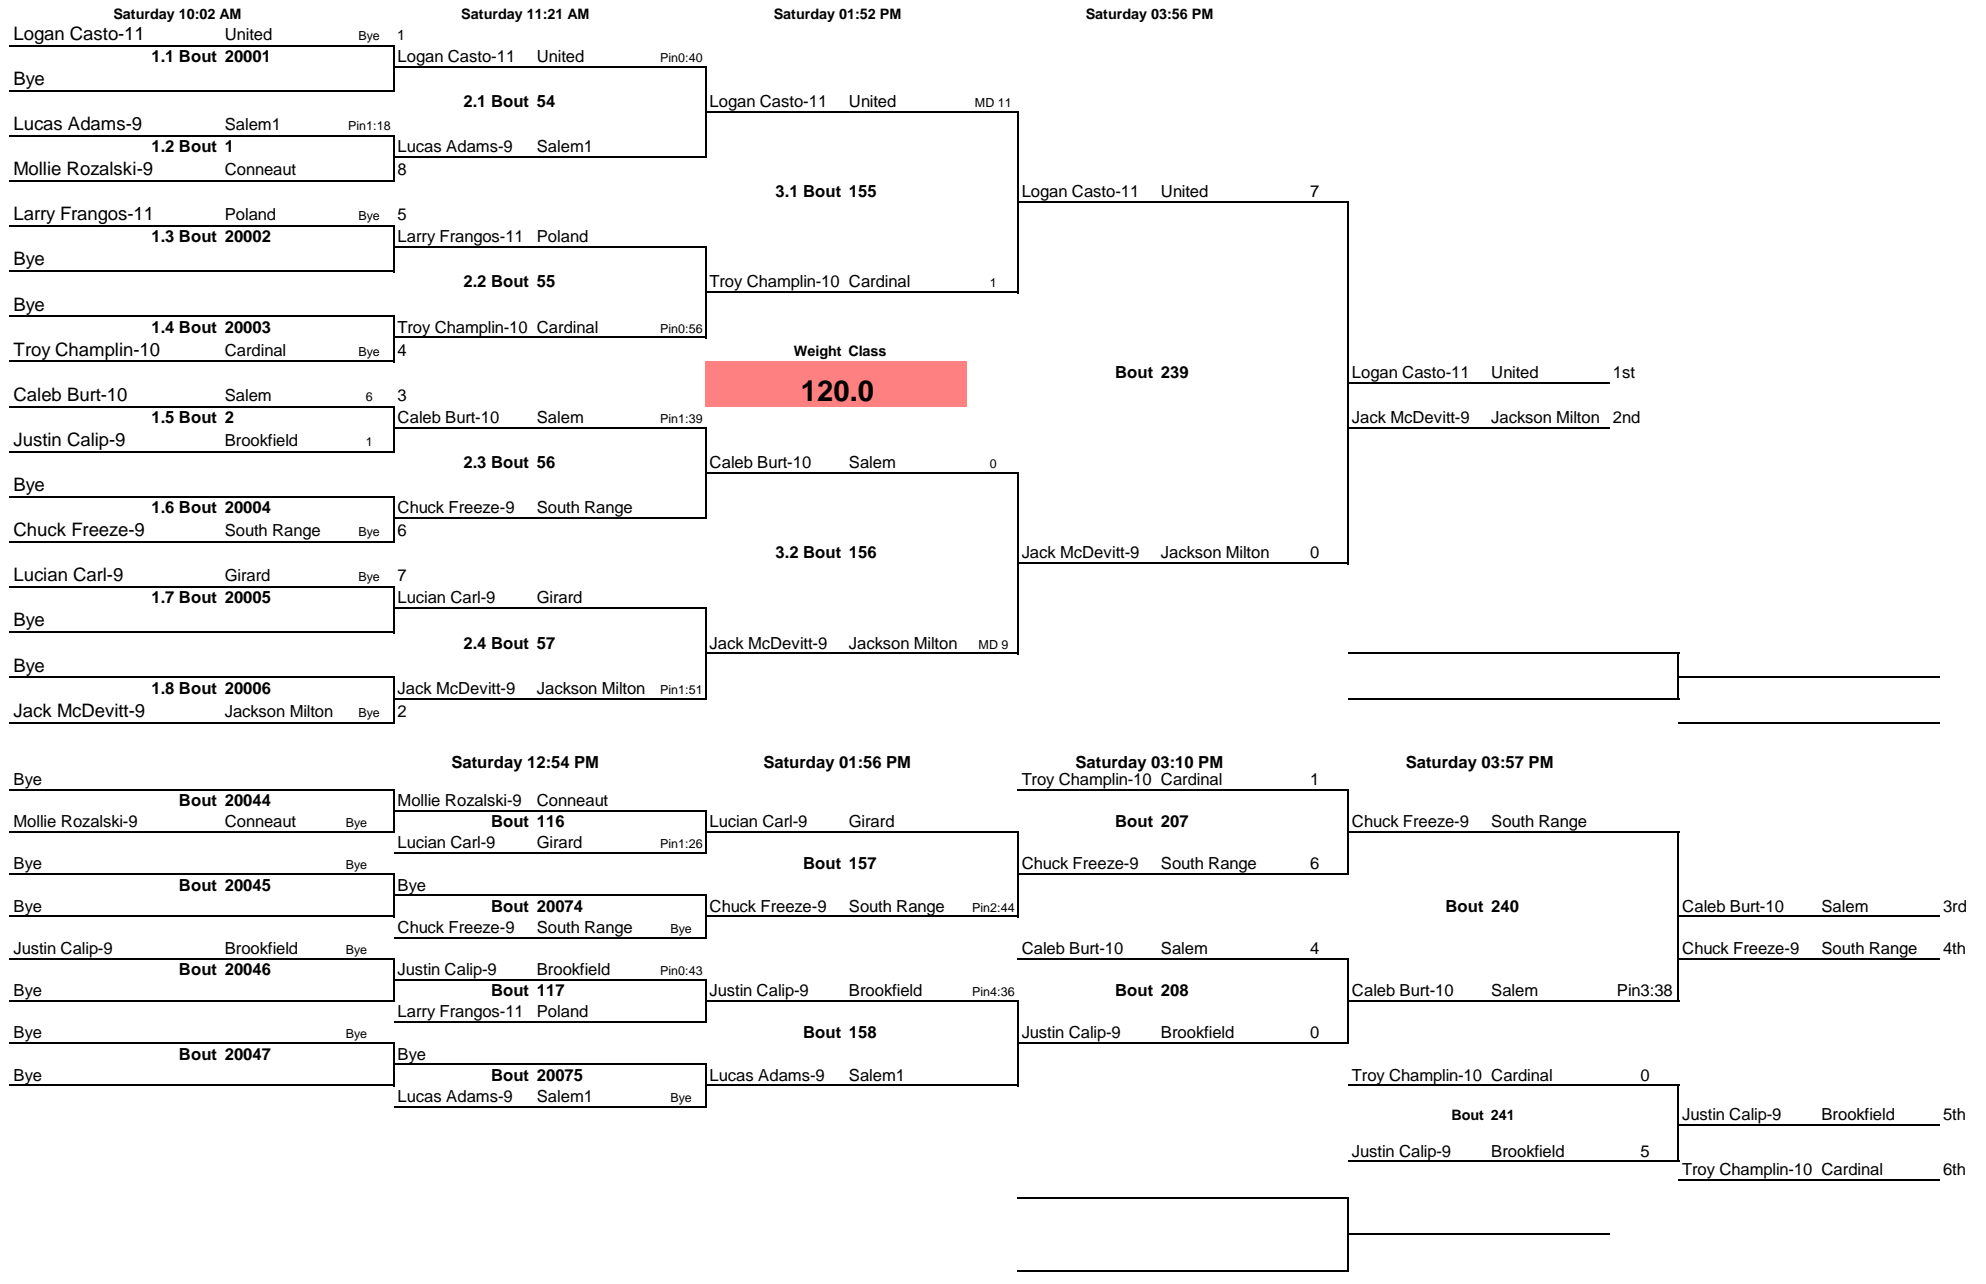 Saturday 10:02 AM Saturday 11:21 AM Saturday 01:52 PM Saturday 03:56 PM
Logan Casto-11 United Bye 1
1.1 Bout 20001 Logan Casto-11 United Pin0:40
Bye
2.1 Bout 54 Logan Casto-11 United MD 11
Lucas Adams-9 Salem1 Pin1:18
1.2 Bout 1 Lucas Adams-9 Salem1
Mollie Rozalski-9 Conneaut 8
3.1 Bout 155 Logan Casto-11 United 7
Larry Frangos-11 Poland Bye 5
1.3 Bout 20002 Larry Frangos-11 Poland
Bye
2.2 Bout 55 Troy Champlin-10 Cardinal 1
Bye
1.4 Bout 20003 Troy Champlin-10 Cardinal Pin0:56
Troy Champlin-10 Cardinal Bye 4 Weight Class
Bout 239 Logan Casto-11 United 1st
120.0
Caleb Burt-10 Salem 6 3
1.5 Bout 2 Caleb Burt-10 Salem Pin1:39 Jack McDevitt-9 Jackson Milton 2nd
Justin Calip-9 Brookfield 1
2.3 Bout 56 Caleb Burt-10 Salem 0
Bye
1.6 Bout 20004 Chuck Freeze-9 South Range
Chuck Freeze-9 South Range Bye 6
3.2 Bout 156 Jack McDevitt-9 Jackson Milton 0
Lucian Carl-9 Girard Bye 7
1.7 Bout 20005 Lucian Carl-9 Girard
Bye
2.4 Bout 57 Jack McDevitt-9 Jackson Milton MD 9
Bye
1.8 Bout 20006 Jack McDevitt-9 Jackson Milton Pin1:51
Jack McDevitt-9 Jackson Milton Bye 2
Saturday 12:54 PM Saturday 01:56 PM Saturday 03:10 PM Saturday 03:57 PM
Bye Troy Champlin-10 Cardinal 1
Bout 20044 Mollie Rozalski-9 Conneaut
Mollie Rozalski-9 Conneaut Bye Bout 116 Lucian Carl-9 Girard Bout 207 Chuck Freeze-9 South Range
Lucian Carl-9 Girard Pin1:26
Bye Bye Bout 157 Chuck Freeze-9 South Range 6
Bout 20045 Bye
Bye Bout 20074 Chuck Freeze-9 South Range Pin2:44 Bout 240 Caleb Burt-10 Salem 3rd
Chuck Freeze-9 South Range Bye
Justin Calip-9 Brookfield Bye Caleb Burt-10 Salem 4 Chuck Freeze-9 South Range 4th
Bout 20046 Justin Calip-9 Brookfield Pin0:43
Bye Bout 117 Justin Calip-9 Brookfield Pin4:36 Bout 208 Caleb Burt-10 Salem Pin3:38
Larry Frangos-11 Poland
Bye Bye Bout 158 Justin Calip-9 Brookfield 0
Bout 20047 Bye
Bye Bout 20075 Lucas Adams-9 Salem1 Troy Champlin-10 Cardinal 0
Lucas Adams-9 Salem1 Bye
Bout 241 Justin Calip-9 Brookfield 5th
Justin Calip-9 Brookfield 5
Troy Champlin-10 Cardinal 6th